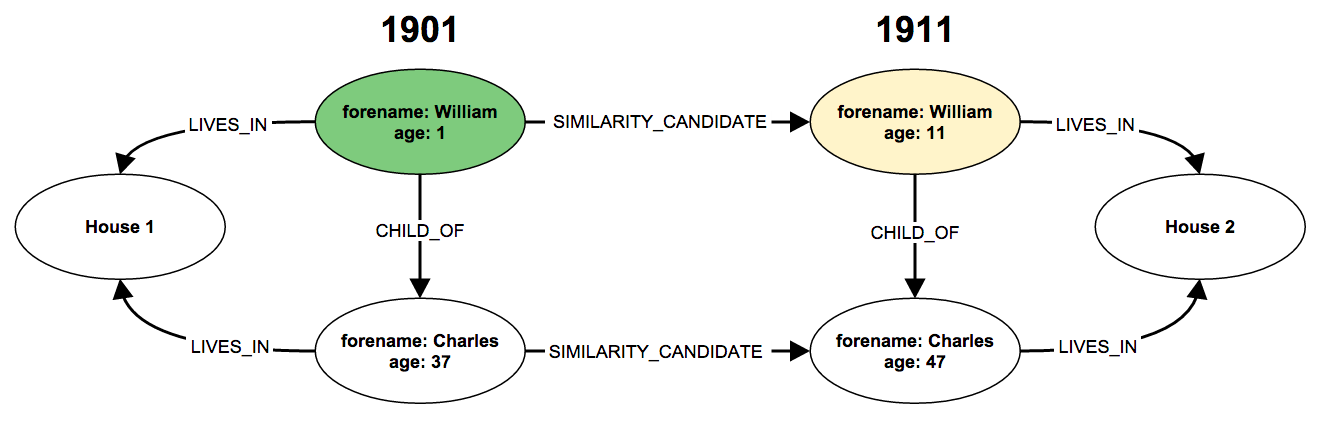 1901
1911
forename: William
age: 1
SIMILARITY_CANDIDATE
forename: William
age: 11
LIVES_IN
LIVES_IN
House 1
CHILD_OF
CHILD_OF
House 2
forename: Charles
age: 37
SIMILARITY_CANDIDATE
forename: Charles
age: 47
LIVES_IN
LIVES_IN